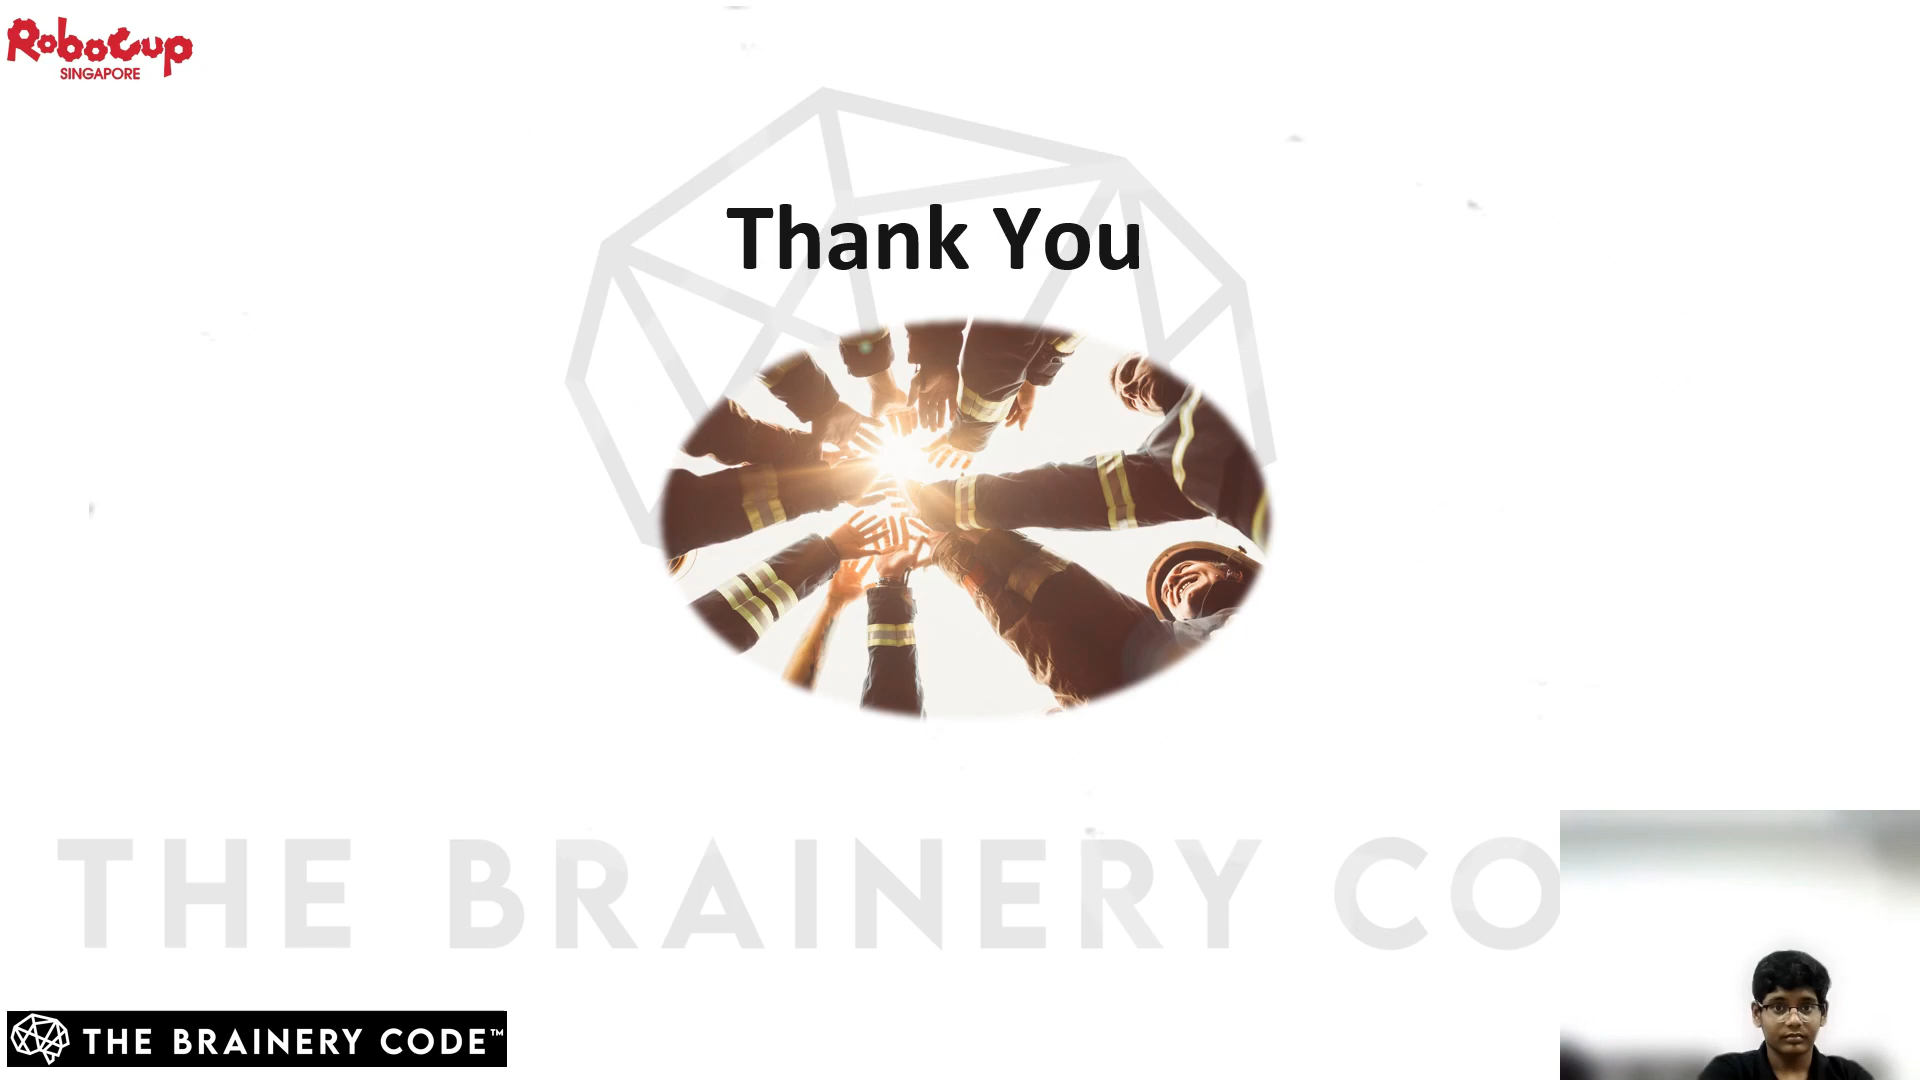 RoboCup
SINGAPORE
Thank You
THE BRAINERY CO
THE BRAINERY CODE™